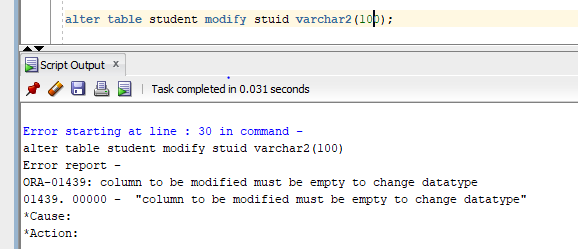 alter table student modify stuid varchar2(100);
Script Output x
Task completed in 0.031 seconds
Error starting at line : 30 in command -
alter table student modify stuid varchar2(100)
Error report -
ORA-01439: column to be modified must be empty to change datatype
01439. 00000 -  "column to be modified must be empty to change datatype"
*Cause:
*Action: